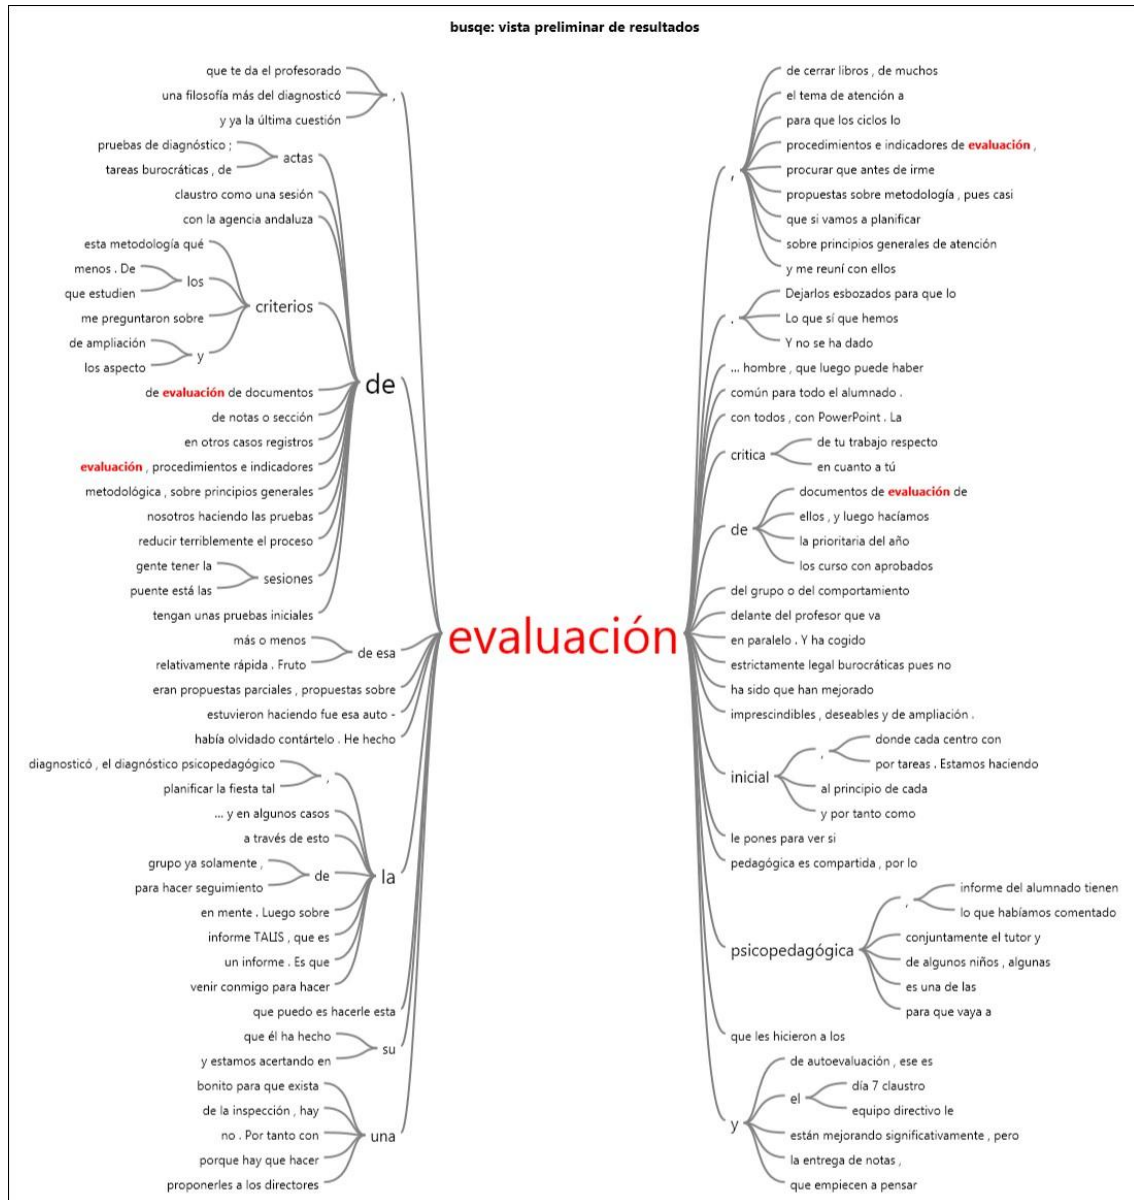 busqe: vista preliminar de resultados
que te da el profesorado
una filosofía más del diagnosticó
y ya la última cuestión
,
pruebas de diagnóstico ;
tareas burocráticas , de
actas
claustro como una sesión
con la agencia andaluza
esta metodología qué
menos . De
que estudien
los
me preguntaron sobre
de ampliación
los aspecto
y
criterios
de evaluación de documentos
de notas o sección
en otros casos registros
evaluación , procedimientos e indicadores
metodológica , sobre principios generales
nosotros haciendo las pruebas
reducir terriblemente el proceso
gente tener la
puente está las
sesiones
tengan unas pruebas iniciales
de
más o menos
relativamente rápida . Fruto
de esa
eran propuestas parciales , propuestas sobre
estuvieron haciendo fue esa auto -
había olvidado contártelo . He hecho
diagnosticó , el diagnóstico psicopedagógico
planificar la fiesta tal
,
... y en algunos casos
a través de esto
grupo ya solamente ,
para hacer seguimiento
de
en mente . Luego sobre
informe TALIS , que es
un informe . Es que
venir conmigo para hacer
la
que puedo es hacerle esta
que él ha hecho
y estamos acertando en
su
bonito para que exista
de la inspección , hay
no . Por tanto con
porque hay que hacer
proponerles a los directores
una
evaluación
,
de cerrar libros , de muchos
el tema de atención a
para que los ciclos lo
procedimientos e indicadores de evaluación ,
procurar que antes de irme
propuestas sobre metodología , pues casi
que si vamos a planificar
sobre principios generales de atención
y me reuní con ellos
.
Dejarlos esbozados para que lo
Lo que sí que hemos
Y no se ha dado
... hombre , que luego puede haber
común para todo el alumnado .
con todos , con PowerPoint . La
critica
de tu trabajo respecto
en cuanto a tú
de
documentos de evaluación de
ellos , y luego hacíamos
la prioritaria del año
los curso con aprobados
del grupo o del comportamiento
delante del profesor que va
en paralelo . Y ha cogido
estrictamente legal burocráticas pues no
ha sido que han mejorado
imprescindibles , deseables y de ampliación .
inicial
,
donde cada centro con
por tareas . Estamos haciendo
al principio de cada
y por tanto como
le pones para ver si
pedagógica es compartida , por lo
psicopedagógica
,
informe del alumnado tienen
lo que habíamos comentado
conjuntamente el tutor y
de algunos niños , algunas
es una de las
para que vaya a
que les hicieron a los
y
de autoevaluación , ese es
el
día 7 claustro
equipo directivo le
están mejorando significativamente , pero
la entrega de notas ,
que empiecen a pensar